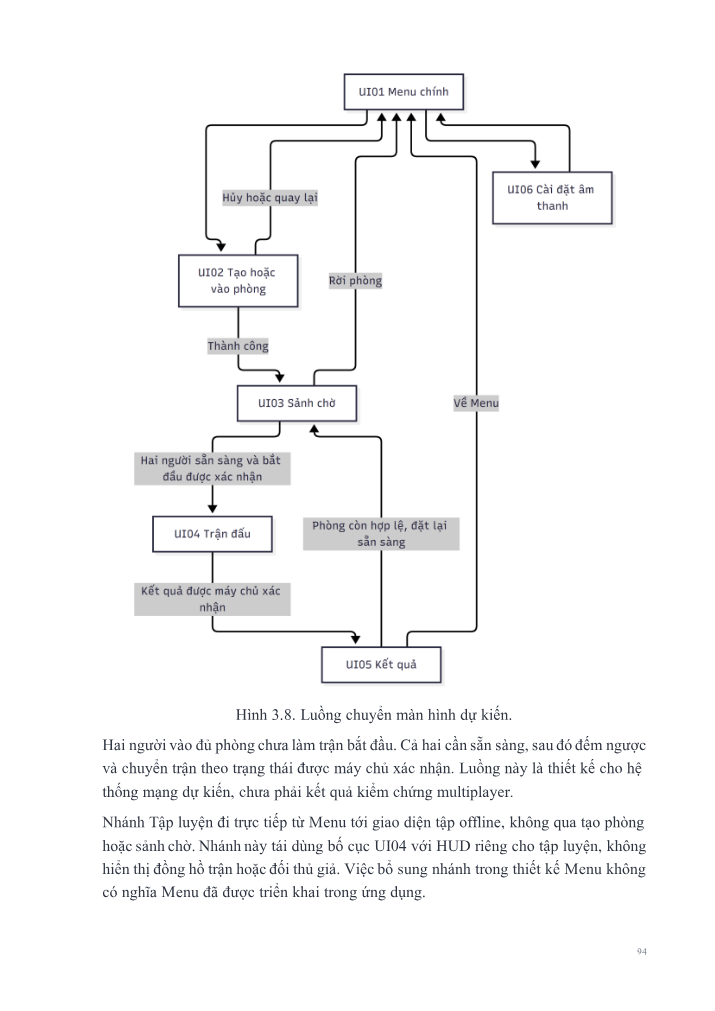 UI01 Menu chính
UI06 Cài đặt âm
thanh
Hủy hoặc quay lại
UI02 Tạo hoặc
vào phòng
Rời phòng
Thành công
UI03 Sảnh chờ
Về Menu
Hai người sẵn sàng và bắt
đầu được xác nhận
UI04 Trận đấu
Phòng còn hợp lệ, đặt lại
sẵn sàng
Kết quả được máy chủ xác
nhận
UI05 Kết quả
Hình 3.8. Luồng chuyển màn hình dự kiến.
Hai người vào đủ phòng chưa làm trận bắt đầu. Cả hai cần sẵn sàng, sau đó đếm ngược
và chuyển trận theo trạng thái được máy chủ xác nhận. Luồng này là thiết kế cho hệ
thống mạng dự kiến, chưa phải kết quả kiểm chứng multiplayer.
Nhánh Tập luyện đi trực tiếp từ Menu tới giao diện tập offline, không qua tạo phòng
hoặc sảnh chờ. Nhánh này tái dùng bố cục UI04 với HUD riêng cho tập luyện, không
hiển thị đồng hồ trận hoặc đối thủ giả. Việc bổ sung nhánh trong thiết kế Menu không
có nghĩa Menu đã được triển khai trong ứng dụng.
94